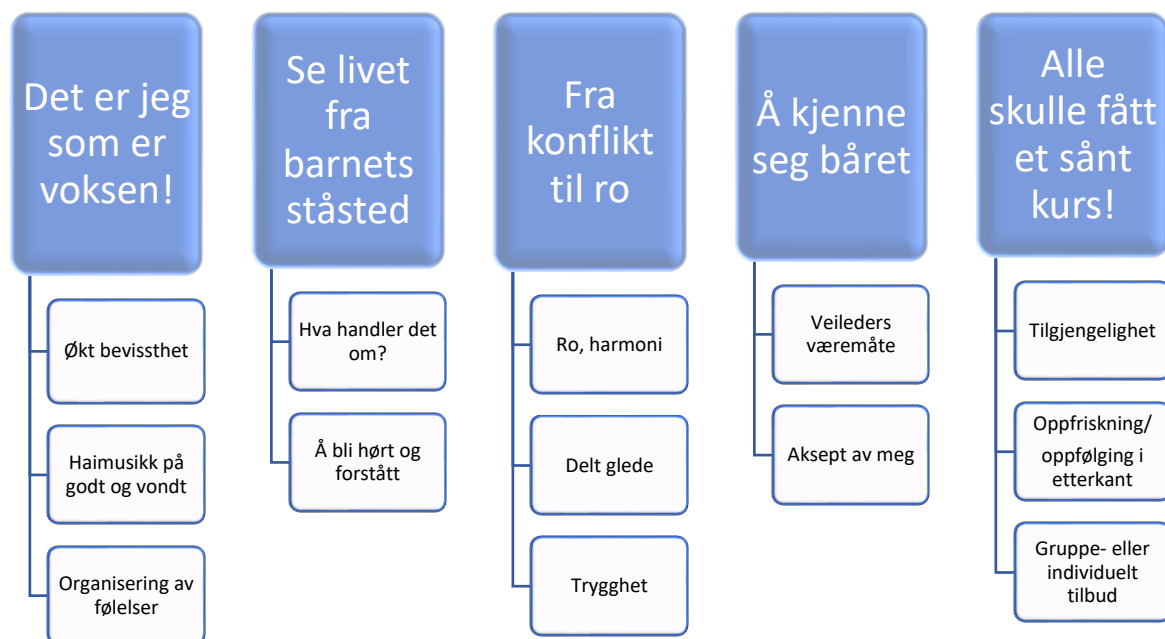 Det er jeg
som er
voksen!
Økt bevissthet
Haimusikk på
godt og vondt
Organisering av
følelser
Se livet
fra
barnets
ståsted
Hva handler det
om?
Å bli hørt og
forstått
Fra
konflikt
til ro
Ro, harmoni
Delt glede
Trygghet
Å kjenne
seg båret
Veileders
væremåte
Aksept av meg
Alle
skulle fått
et sånt
kurs!
Tilgjengelighet
Oppfriskning/
oppfølging i
etterkant
Gruppe- eller
individuelt
tilbud